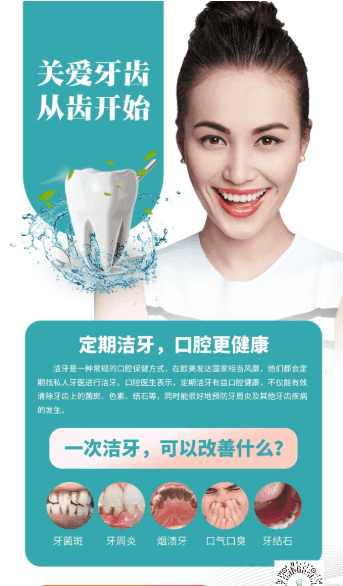 关爱牙齿
从齿开始
定期洁牙，口腔更健康
洁牙是一种常规的口腔保健方式，在欧美发达国家相当风靡，他们都会定
期找私人牙医进行洁牙。口腔医生表示，定期洁牙有益口腔健康，不仅能有效
清除牙齿上的菌斑、色素、结石等，同时能很好地预防牙周炎及其他牙齿疾病
的发生。
一次洁牙，可以改善什么？
牙菌斑
牙周炎
烟渍牙
口气口臭
牙结石